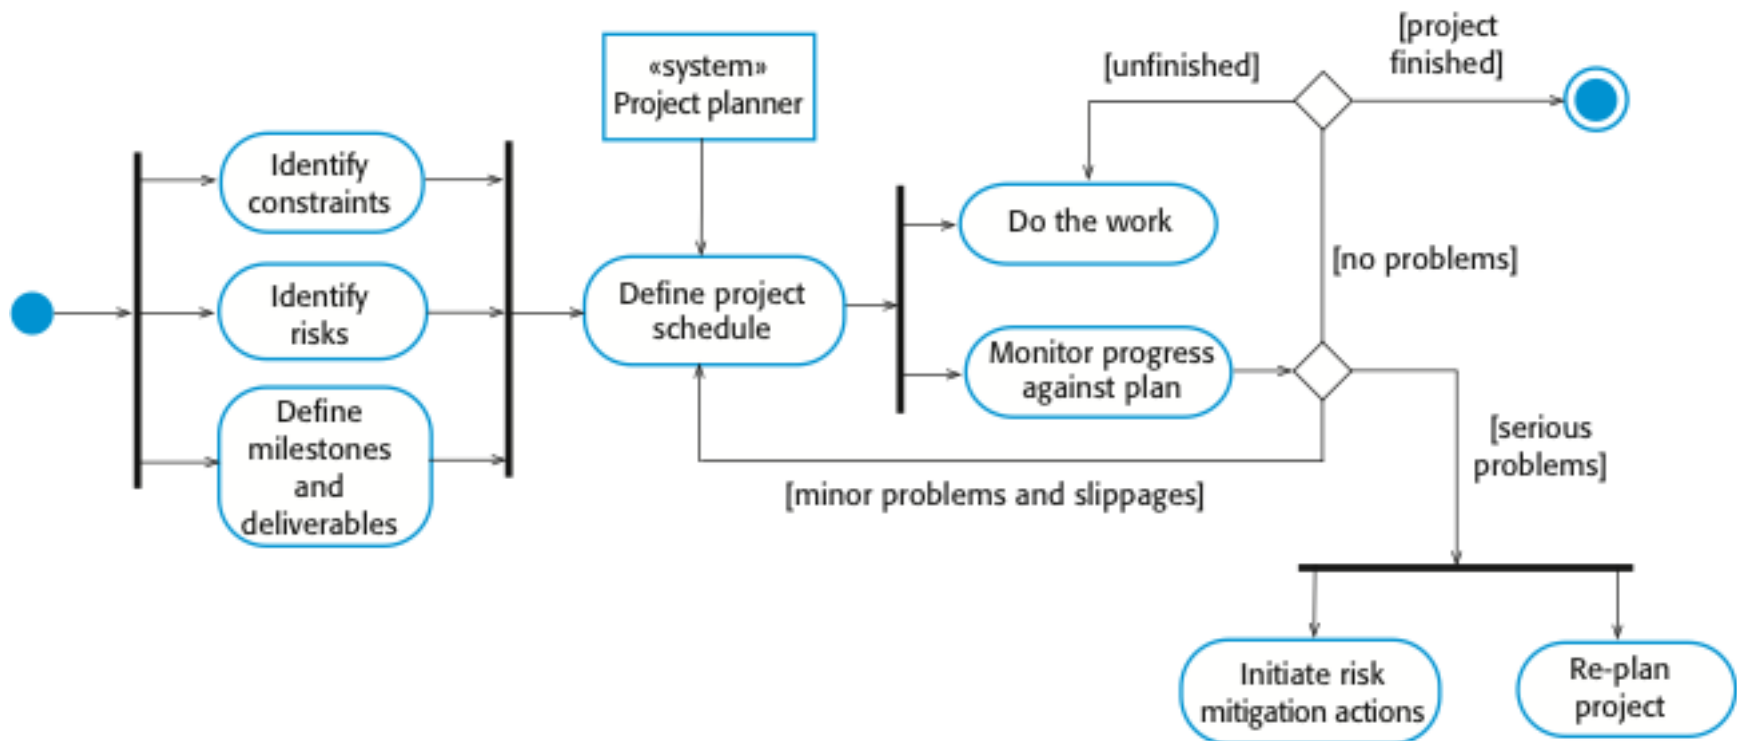 [project
finished]
[unfinished]
«system»
Project planner
Identify
constraints
Do the work
[no problems]
Identify
risks
Define project
schedule
Monitor progress
against plan
Define
milestones
and
deliverables
[serious
problems]
[minor problems and slippages]
Initiate risk
mitigation actions
Re-plan
project